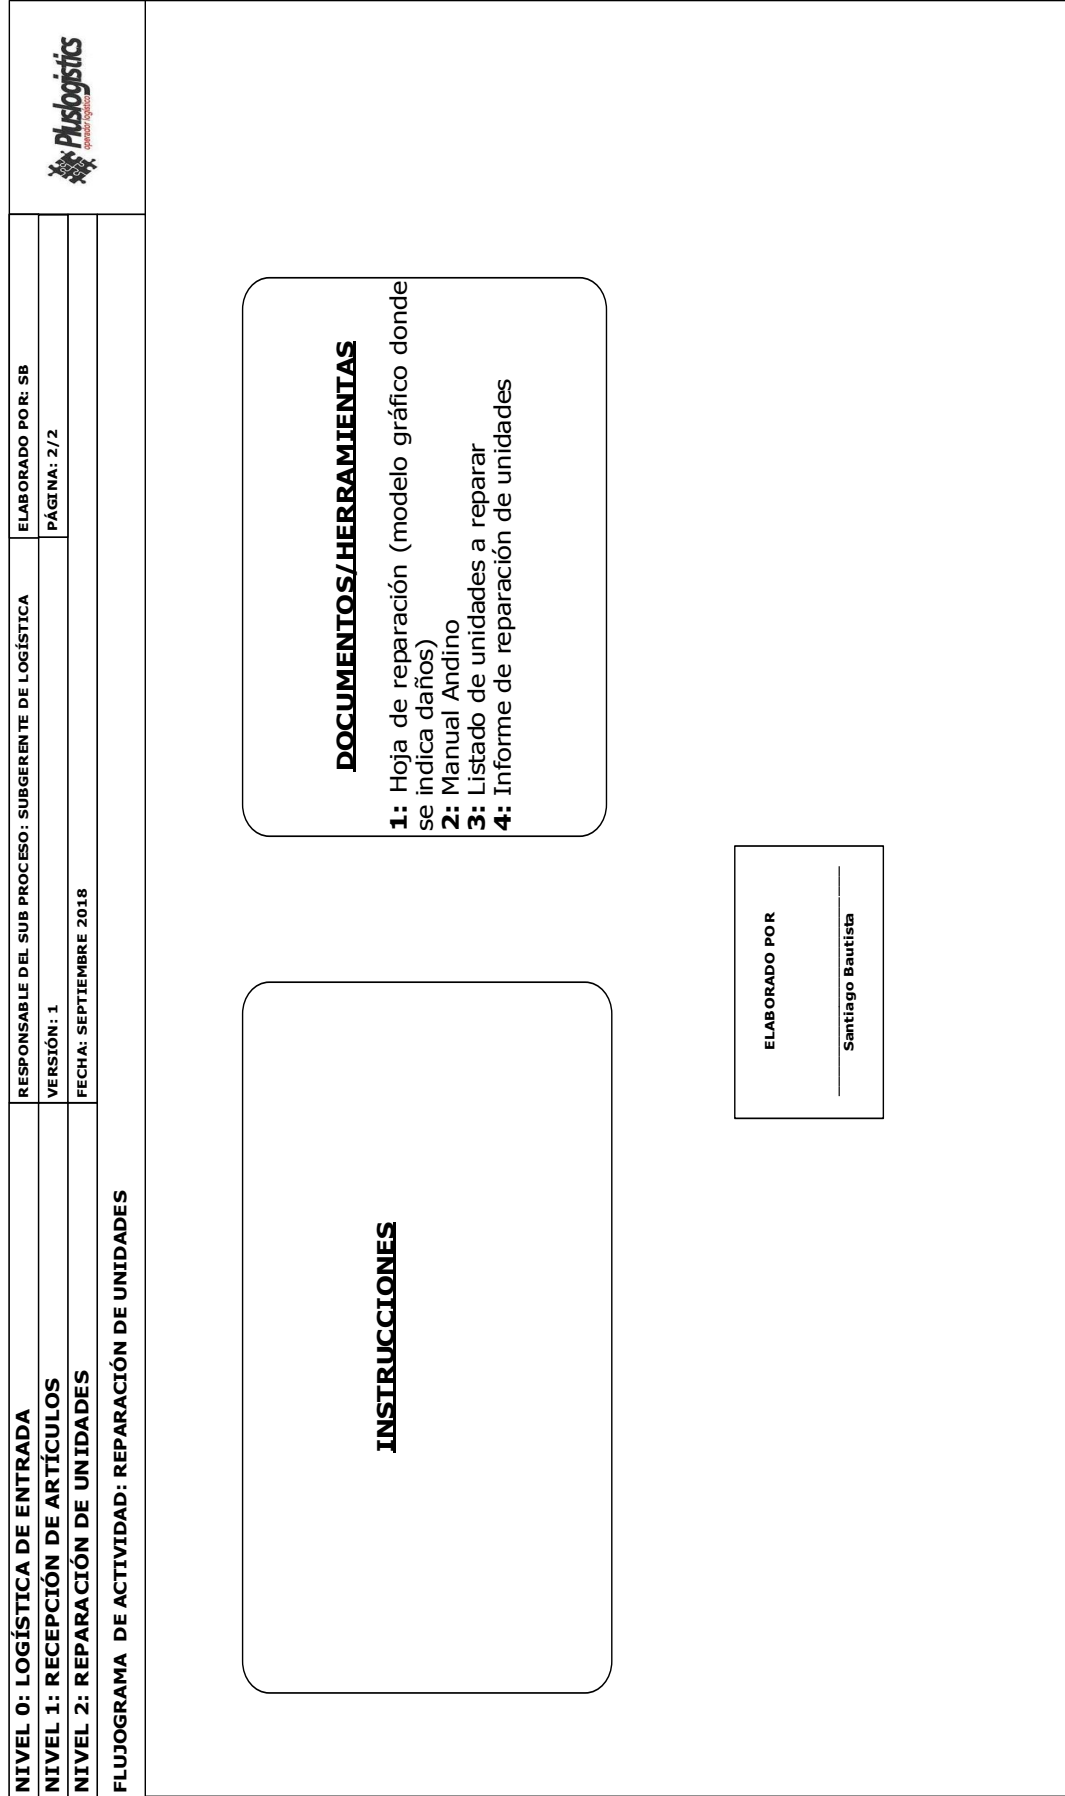 NIVEL 0: LOGÍSTICA DE ENTRADA
RESPONSABLE DEL SUB PROCESO: SUBGERENTE DE LOGÍSTICA
ELABORADO POR: SB
NIVEL 1: RECEPCIÓN DE ARTÍCULOS
VERSIÓN: 1
PÁGINA: 2/2
NIVEL 2: REPARACIÓN DE UNIDADES
FECHA: SEPTIEMBRE 2018
Pluslogistics
operador logístico
FLUJOGRAMA DE ACTIVIDAD: REPARACIÓN DE UNIDADES
INSTRUCCIONES
DOCUMENTOS/HERRAMIENTAS
1: Hoja de reparación (modelo gráfico donde
se indica daños)
2: Manual Andino
3: Listado de unidades a reparar
4: Informe de reparación de unidades
ELABORADO POR
Santiago Bautista